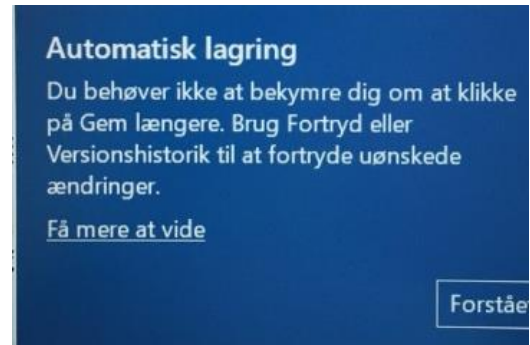 Automatisk lagring
Du behøver ikke at bekymre dig om at klikke
på Gem længere. Brug Fortryd eller
Versionshistorik til at fortryde uønskede
ændringer.
Få mere at vide